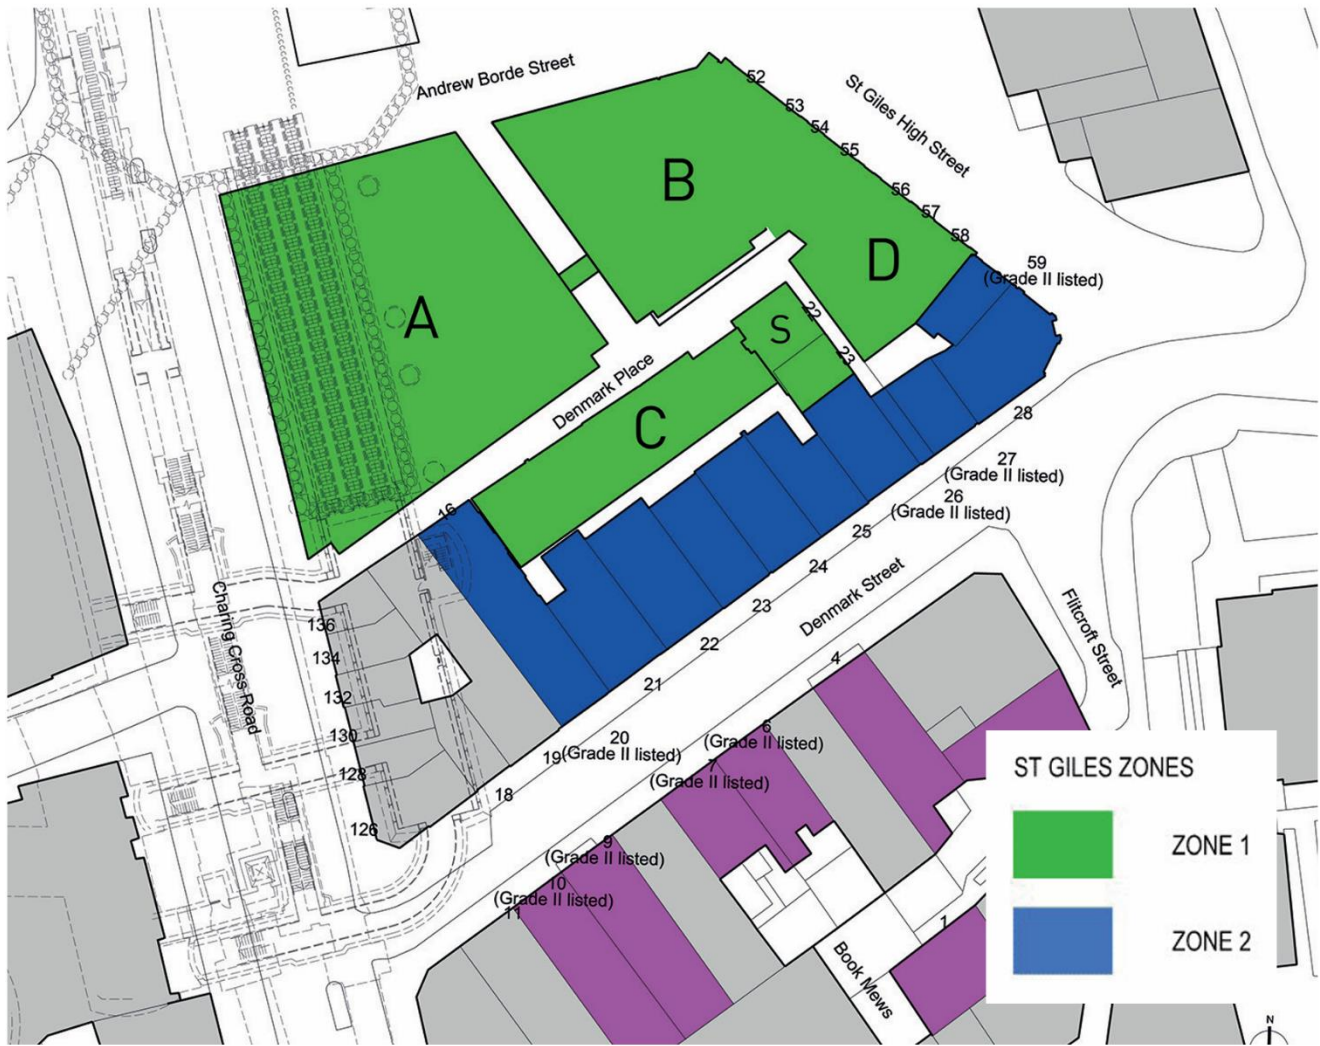 Andrew Borde Street
St Giles High Street
52
53
54
55
56
57
58
59
(Grade II listed)
B
D
A
22
S
23
Denmark Place
C
16
28
27
(Grade II listed)
26
(Grade II listed)
25
24
23
22
21
20
(Grade II listed)
19
18
Denmark Street
Flitcroft Street
Charing Cross Road
136
134
132
130
128
126
4
6
(Grade II listed)
7
(Grade II listed)
9
(Grade II listed)
10
(Grade II listed)
11
1
Book Mews
ST GILES ZONES
ZONE 1
ZONE 2
N